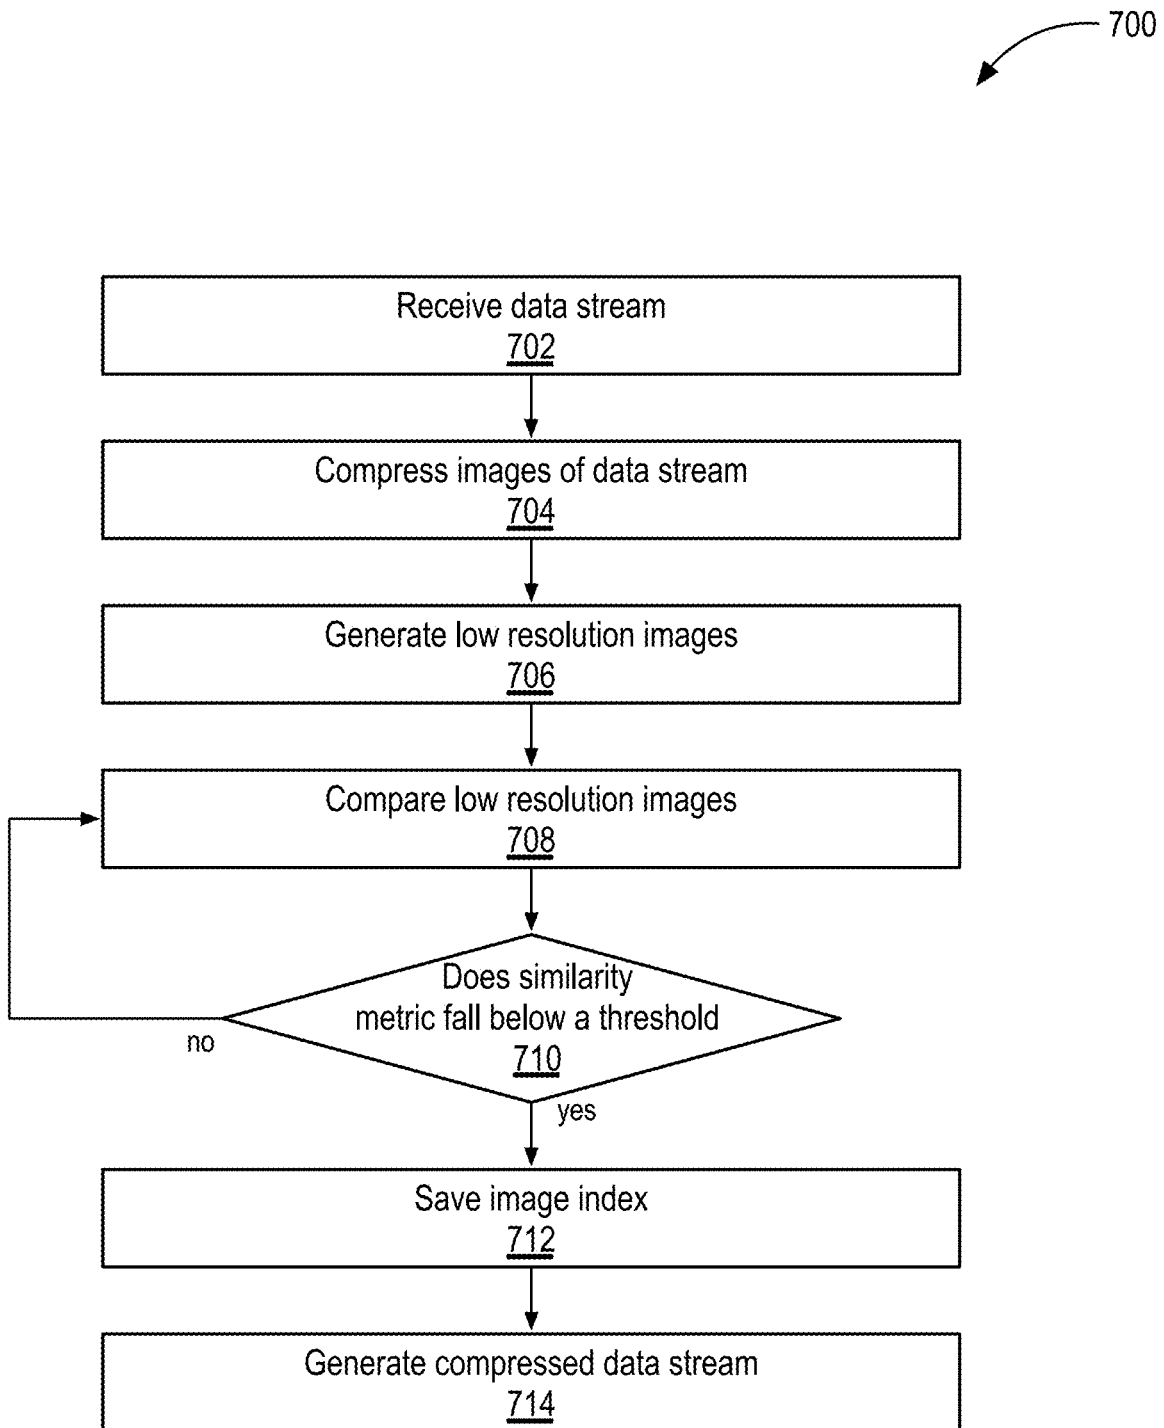 700
Receive data stream
702
Compress images of data stream
704
Generate low resolution images
706
Compare low resolution images
708
Does similarity
metric fall below a threshold
710
no
yes
Save image index
712
Generate compressed data stream
714